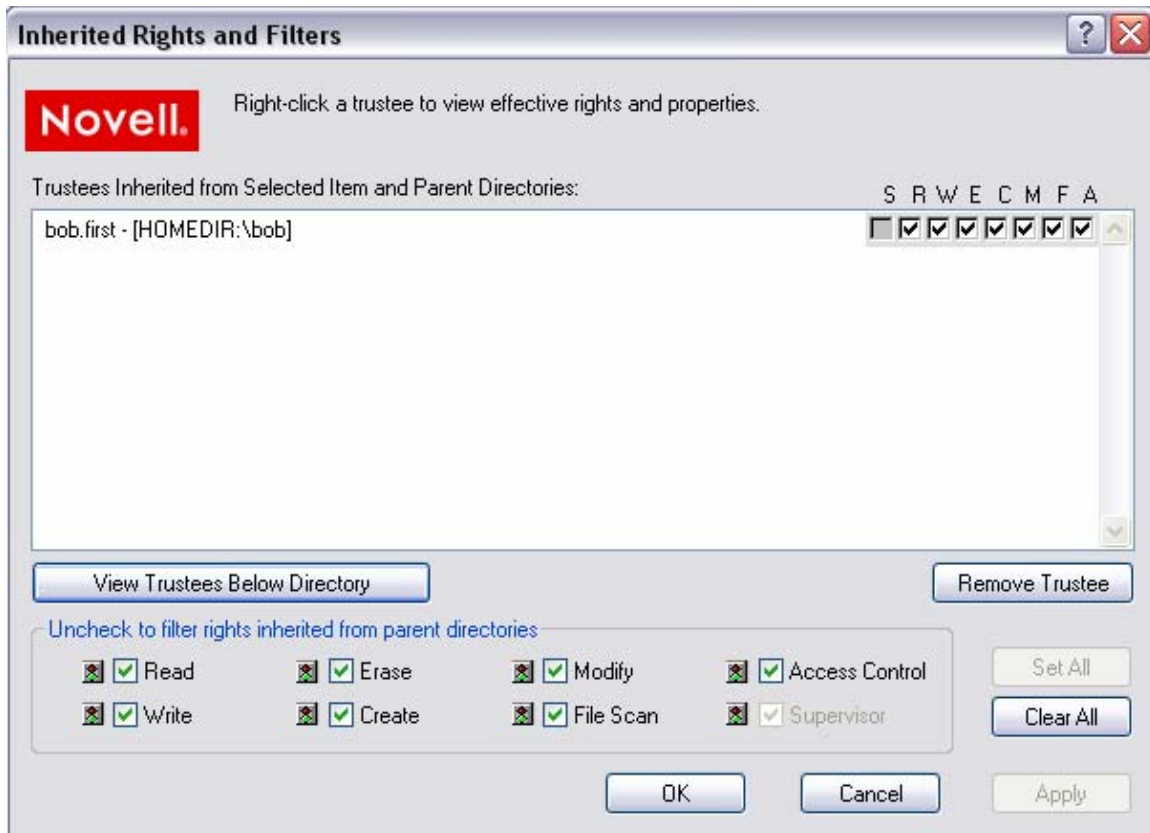 Inherited Rights and Filters
Novell.
Right-click a trustee to view effective rights and properties.
Trustees Inherited from Selected Item and Parent Directories:
S R W E C M F A
bob.first - [HOMEDIR:\bob]
View Trustees Below Directory
Remove Trustee
Uncheck to filter rights inherited from parent directories
Read Erase Modify Access Control
Set All
Write Create File Scan Supervisor
Clear All
OK Cancel Apply